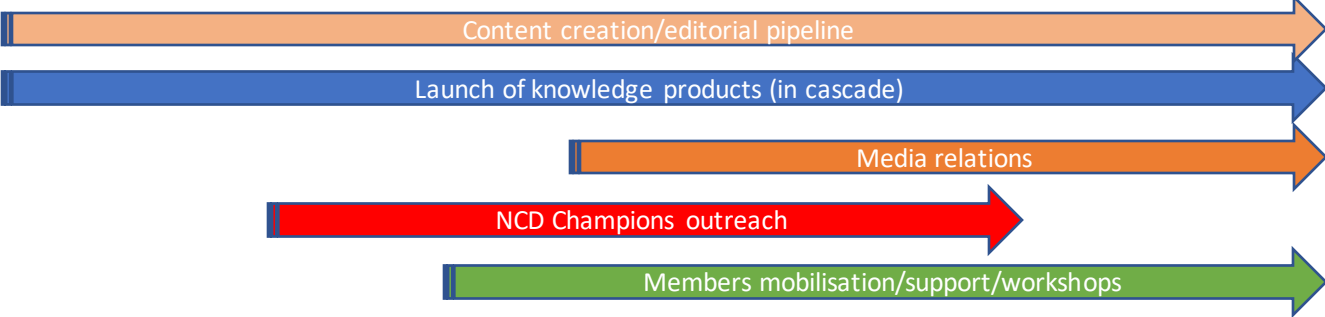 Content creation/editorial pipeline
Launch of knowledge products (in cascade)
Media relations
NCD Champions outreach
Members mobilisation/support/workshops